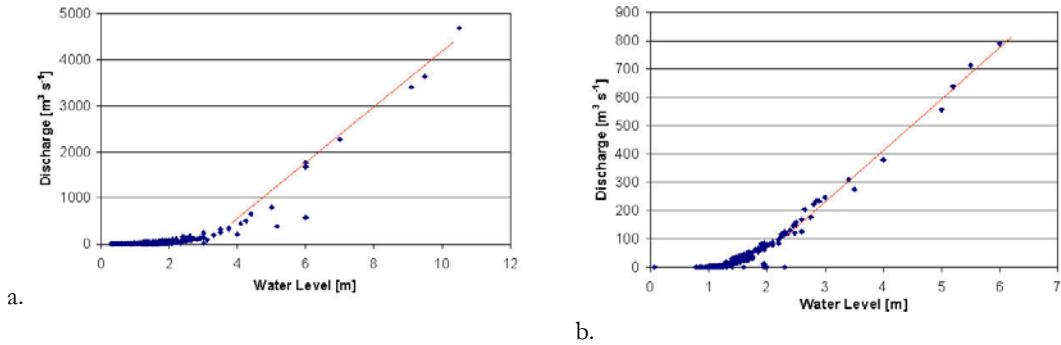 5000
4000
3000
2000
1000
0
0 2 4 6 8 10 12
Discharge [m³ s⁻¹]
Water Level [m]
a.
900
800
700
600
500
400
300
200
100
0
0 1 2 3 4 5 6 7
Discharge [m³ s⁻¹]
Water Level [m]
b.